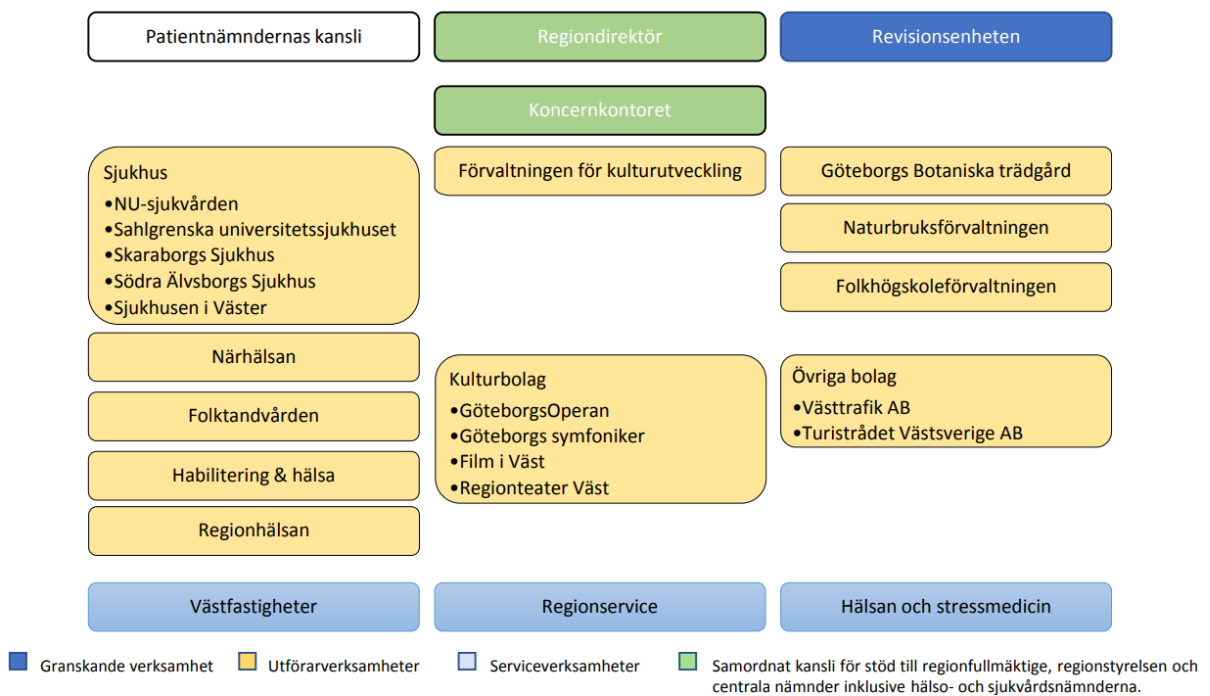 Patientnämndernas kansli
Regiondirektör
Revisionsenheten
Koncernkontoret
Sjukhus
•NU-sjukvården
•Sahlgrenska universitetssjukhuset
•Skaraborgs Sjukhus
•Södra Älvsborgs Sjukhus
•Sjukhusen i Väster
Förvaltningen för kulturutveckling
Göteborgs Botaniska trädgård
Naturbruksförvaltningen
Folkhögskoleförvaltningen
Närhälsan
Folktandvården
Habilitering & hälsa
Regionhälsan
Kulturbolag
•GöteborgsOperan
•Göteborgs symfoniker
•Film i Väst
•Regionteater Väst
Övriga bolag
•Västtrafik AB
•Turistrådet Västsverige AB
Västfastigheter
Regionservice
Hälsan och stressmedicin
Granskande verksamhet
Utförarverksamheter
Serviceverksamheter
Samordnat kansli för stöd till regionfullmäktige, regionstyrelsen och
centrala nämnder inklusive hälso- och sjukvårdsnämnderna.